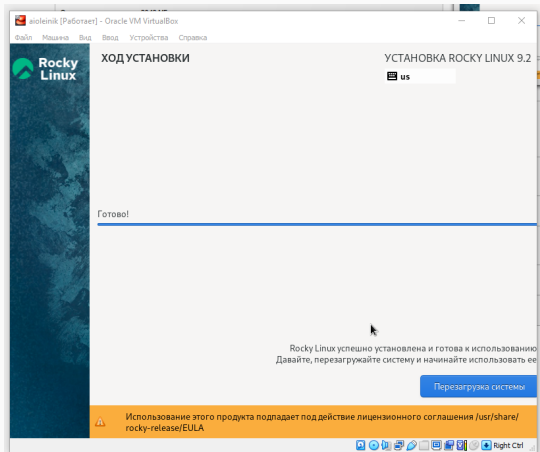 aioleinik [Работает] - Oracle VM VirtualBox
Файл Машина Вид Ввод Устройства Справка
Rocky
Linux
ХОД УСТАНОВКИ
УСТАНОВКА ROCKY LINUX 9.2
us
Готово!
Rocky Linux успешно установлена и готова к использованию
Давайте, перезагружайте систему и начинайте использовать ее
Перезагрузка системы
Использование этого продукта подпадает под действие лицензионного соглашения /usr/share/
rocky-release/EULA
Right Ctrl